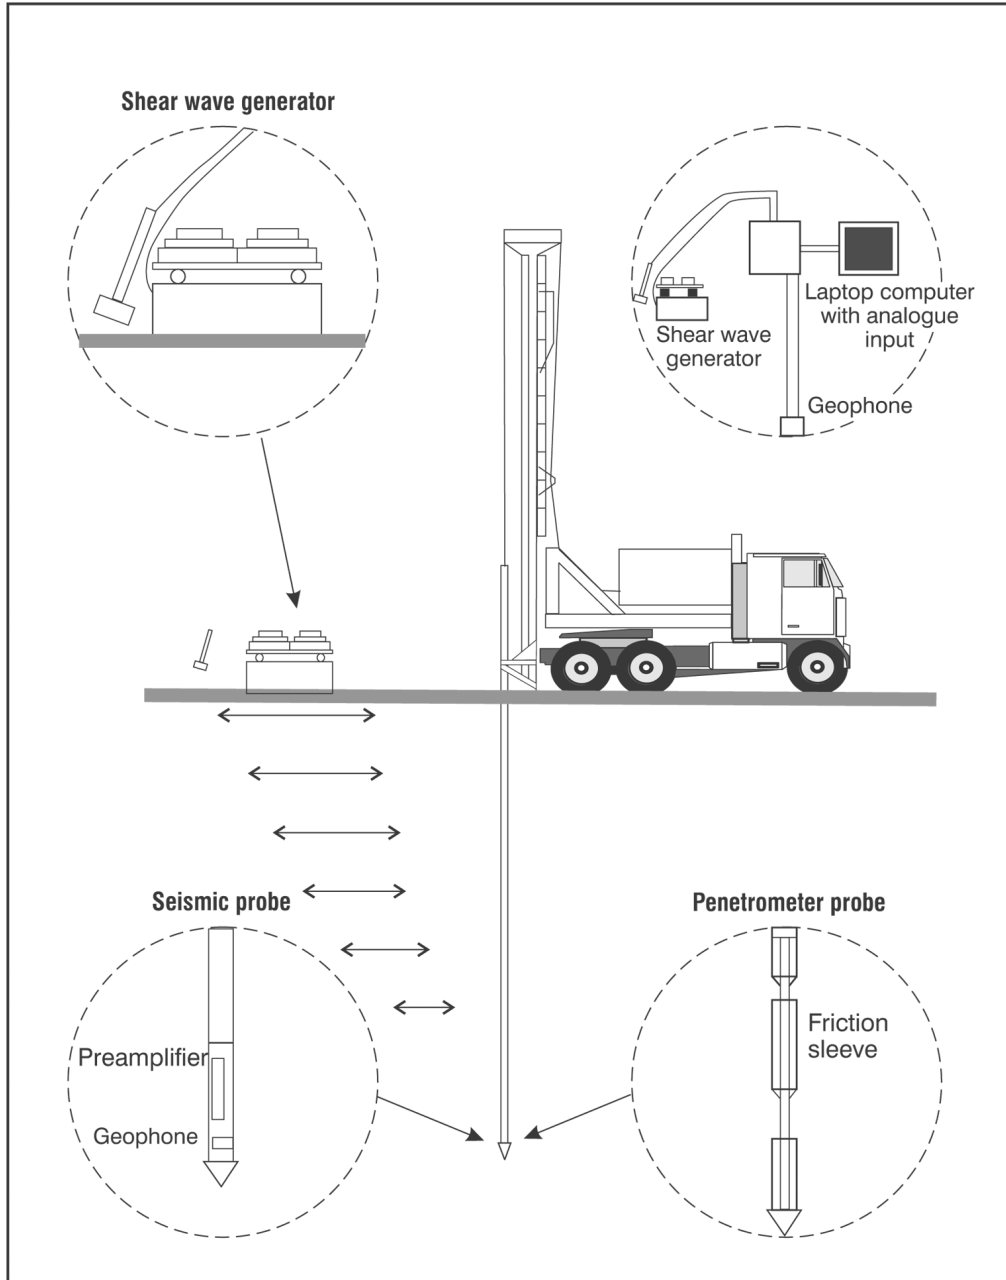 Shear wave generator
Laptop computer
with analogue
input
Shear wave
generator
Geophone
Seismic probe
Preamplifier
Geophone
Penetrometer probe
Friction
sleeve